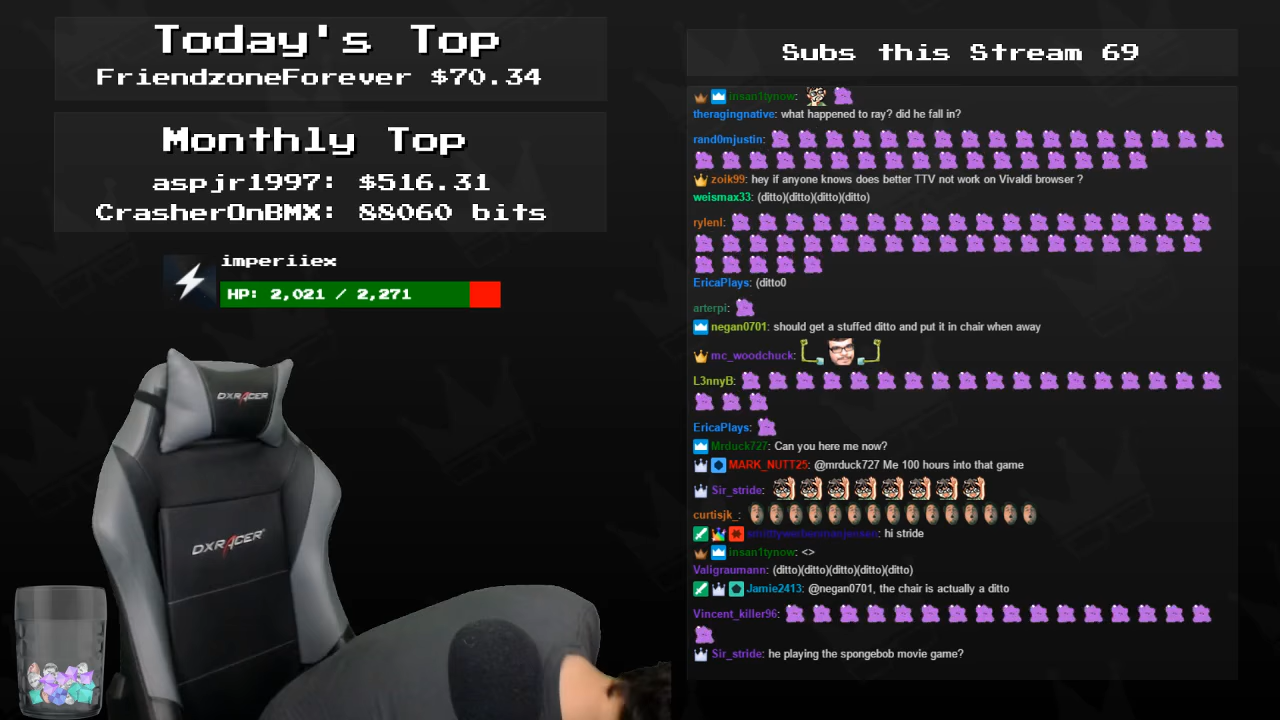 Today's Top
FriendzoneForever $70.34
Monthly Top
aspjr1997: $516.31
CrasherOnBMX: 88060 bits
imperiiex
HP: 2,021 / 2,271
DXRACER
DXRACER
Subs this Stream 69
insan1tynow:
theragingnative: what happened to ray? did he fall in?
rand0mjustin:
zoik99: hey if anyone knows does better TTV not work on Vivaldi browser ?
weismax33: (ditto)(ditto)(ditto)(ditto)
rylenl:
EricaPlays: (ditto0
arterpi:
negan0701: should get a stuffed ditto and put it in chair when away
mc_woodchuck:
L3nnyB:
EricaPlays:
Mrduck727: Can you here me now?
MARK_NUTT25: @mrduck727 Me 100 hours into that game
Sir_stride:
curtisjk_:
hi stride
insan1tynow: <>
Valigraumann: (ditto)(ditto)(ditto)(ditto)(ditto)
Jamie2413: @negan0701, the chair is actually a ditto
Vincent_killer96:
Sir_stride: he playing the spongebob movie game?